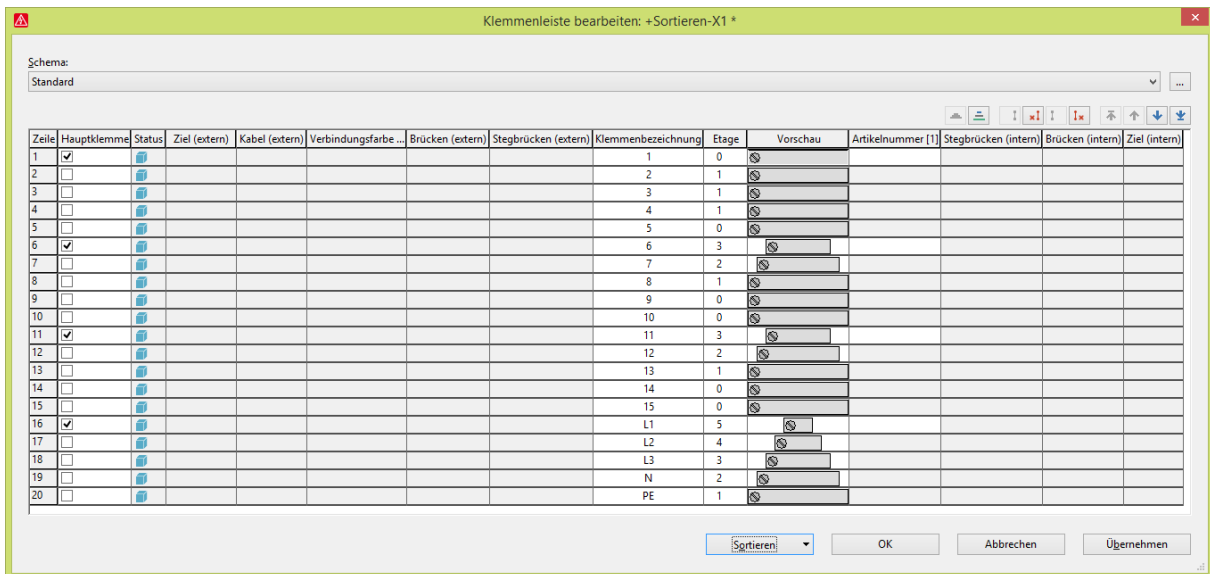 Klemmenleiste bearbeiten: +Sortieren-X1 *
Schema:
Standard
...
Zeile Hauptklemme Status Ziel (extern) Kabel (extern) Verbindungsfarbe ... Brücken (extern) Stegbrücken (extern) Klemmenbezeichnung Etage Vorschau Artikelnummer [1] Stegbrücken (intern) Brücken (intern) Ziel (intern)
1 1 0
2 2 1
3 3 1
4 4 1
5 5 0
6 6 3
7 7 2
8 8 1
9 9 0
10 10 0
11 11 3
12 12 2
13 13 1
14 14 0
15 15 0
16 L1 5
17 L2 4
18 L3 3
19 N 2
20 PE 1
Sortieren OK Abbrechen Übernehmen